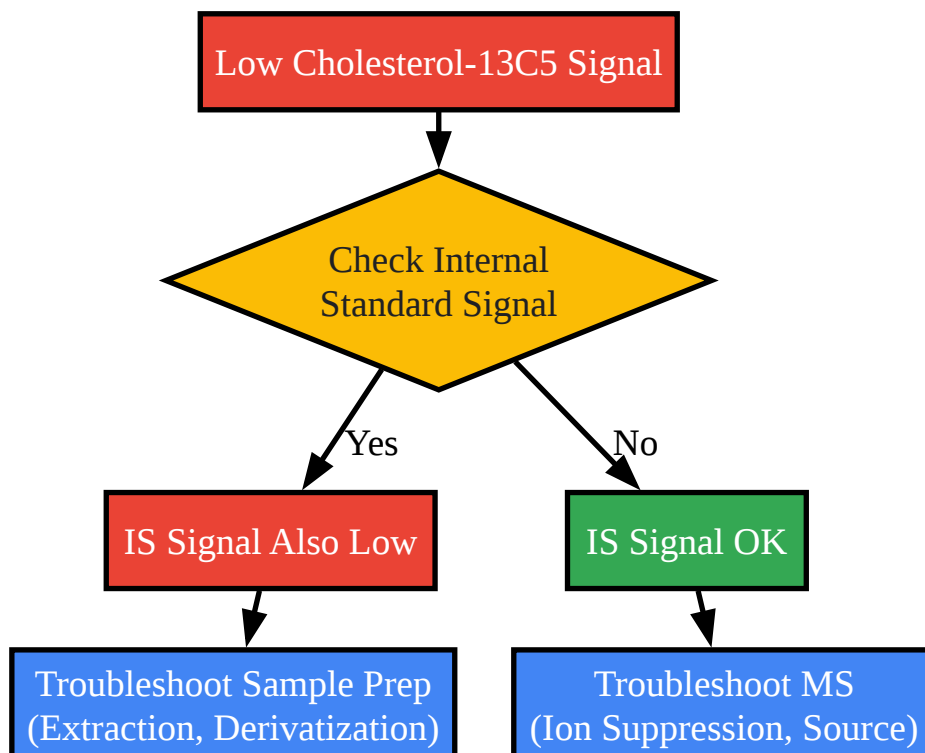 Low Cholesterol-13C5 Signal
Check Internal
Standard Signal
Yes
No
IS Signal Also Low
IS Signal OK
Troubleshoot Sample Prep
(Extraction, Derivatization)
Troubleshoot MS
(Ion Suppression, Source)